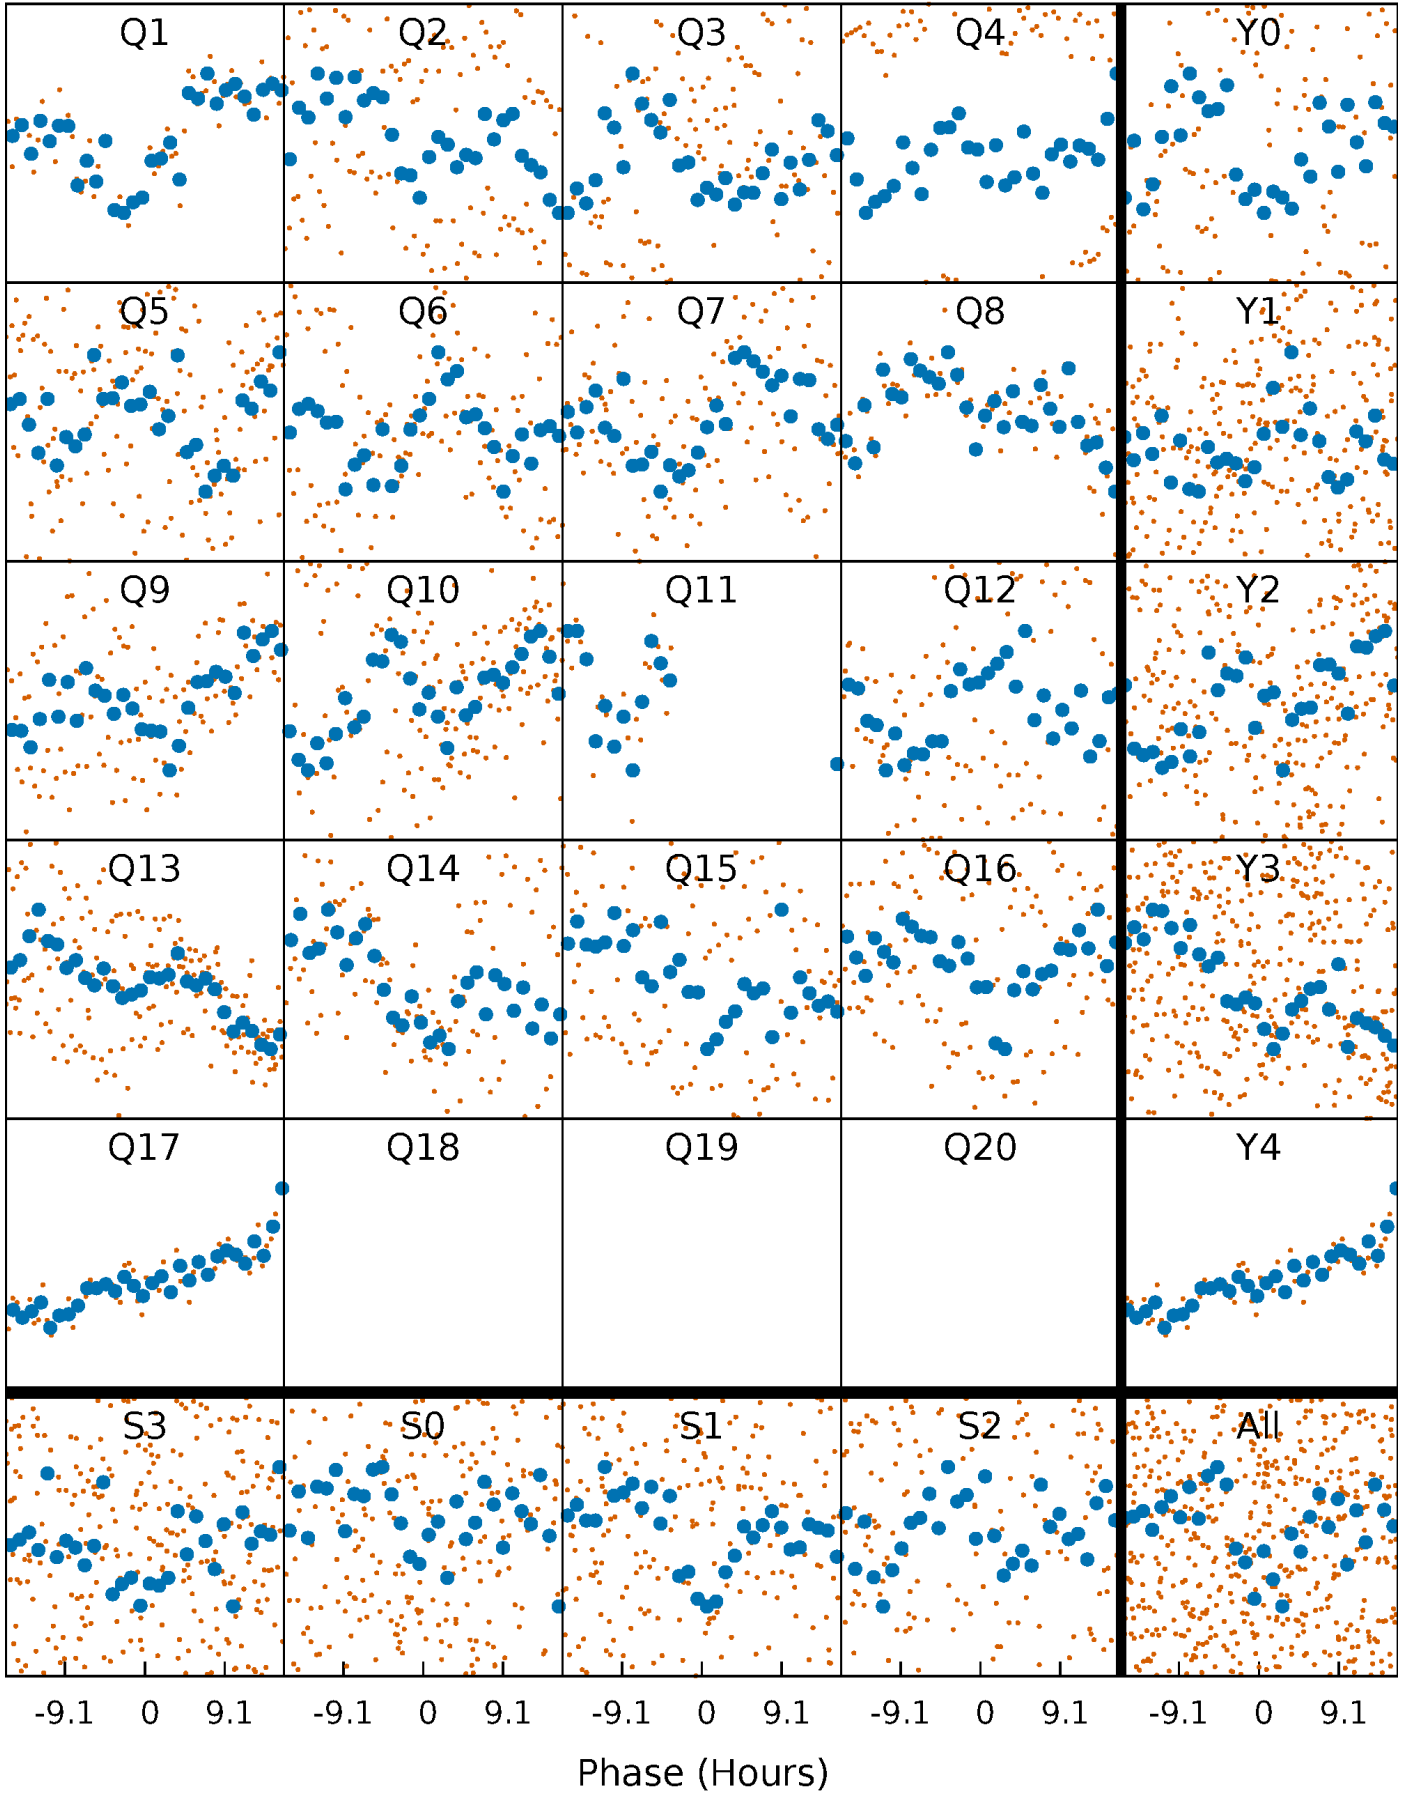 Q1 Q2 Q3 Q4 Y0
Q5 Q6 Q7 Q8 Y1
Q9 Q10 Q11 Q12 Y2
Q13 Q14 Q15 Q16 Y3
Q17 Q18 Q19 Q20 Y4
S3 S0 S1 S2 All
-9.1 0 9.1 -9.1 0 9.1 -9.1 0 9.1 -9.1 0 9.1 -9.1 0 9.1
Phase (Hours)